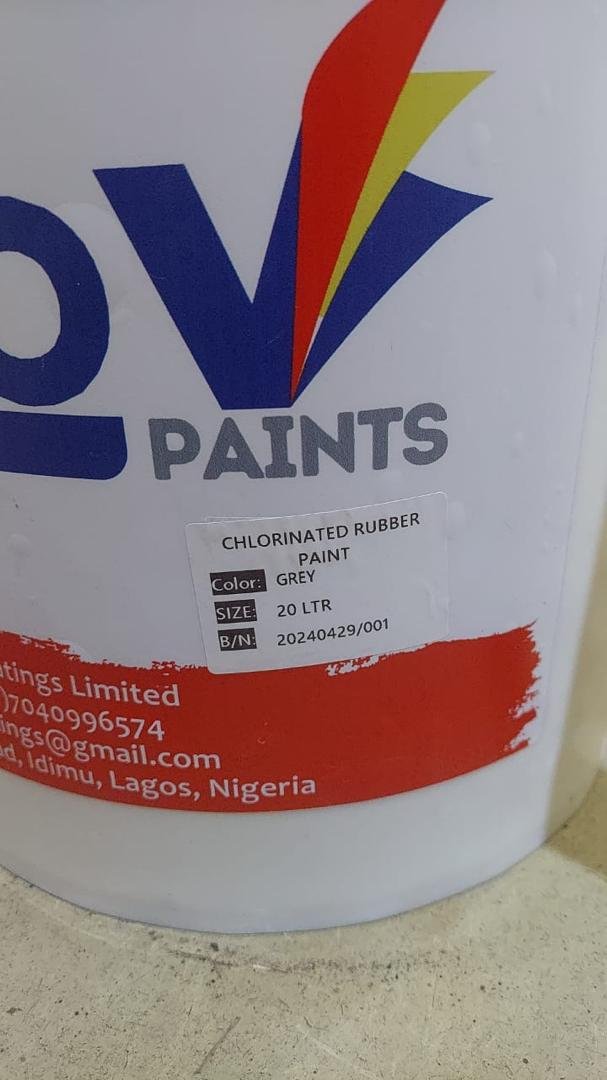 OV
PAINTS
CHLORINATED RUBBER
PAINT
Color: GREY
SIZE: 20 LTR
B/N: 20240429/001
tings Limited
)7040996574
ings@gmail.com
d, Idimu, Lagos, Nigeria